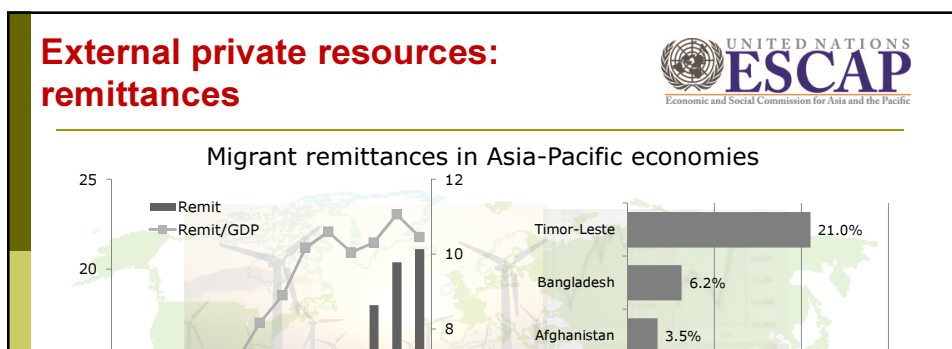 External private resources:
remittances
UNITED NATIONS
ESCAP
Economic and Social Commission for Asia and the Pacific
Migrant remittances in Asia-Pacific economies
25
12
Remit
Remit/GDP
Timor-Leste
21.0%
10
20
Bangladesh
6.2%
8
Afghanistan
3.5%